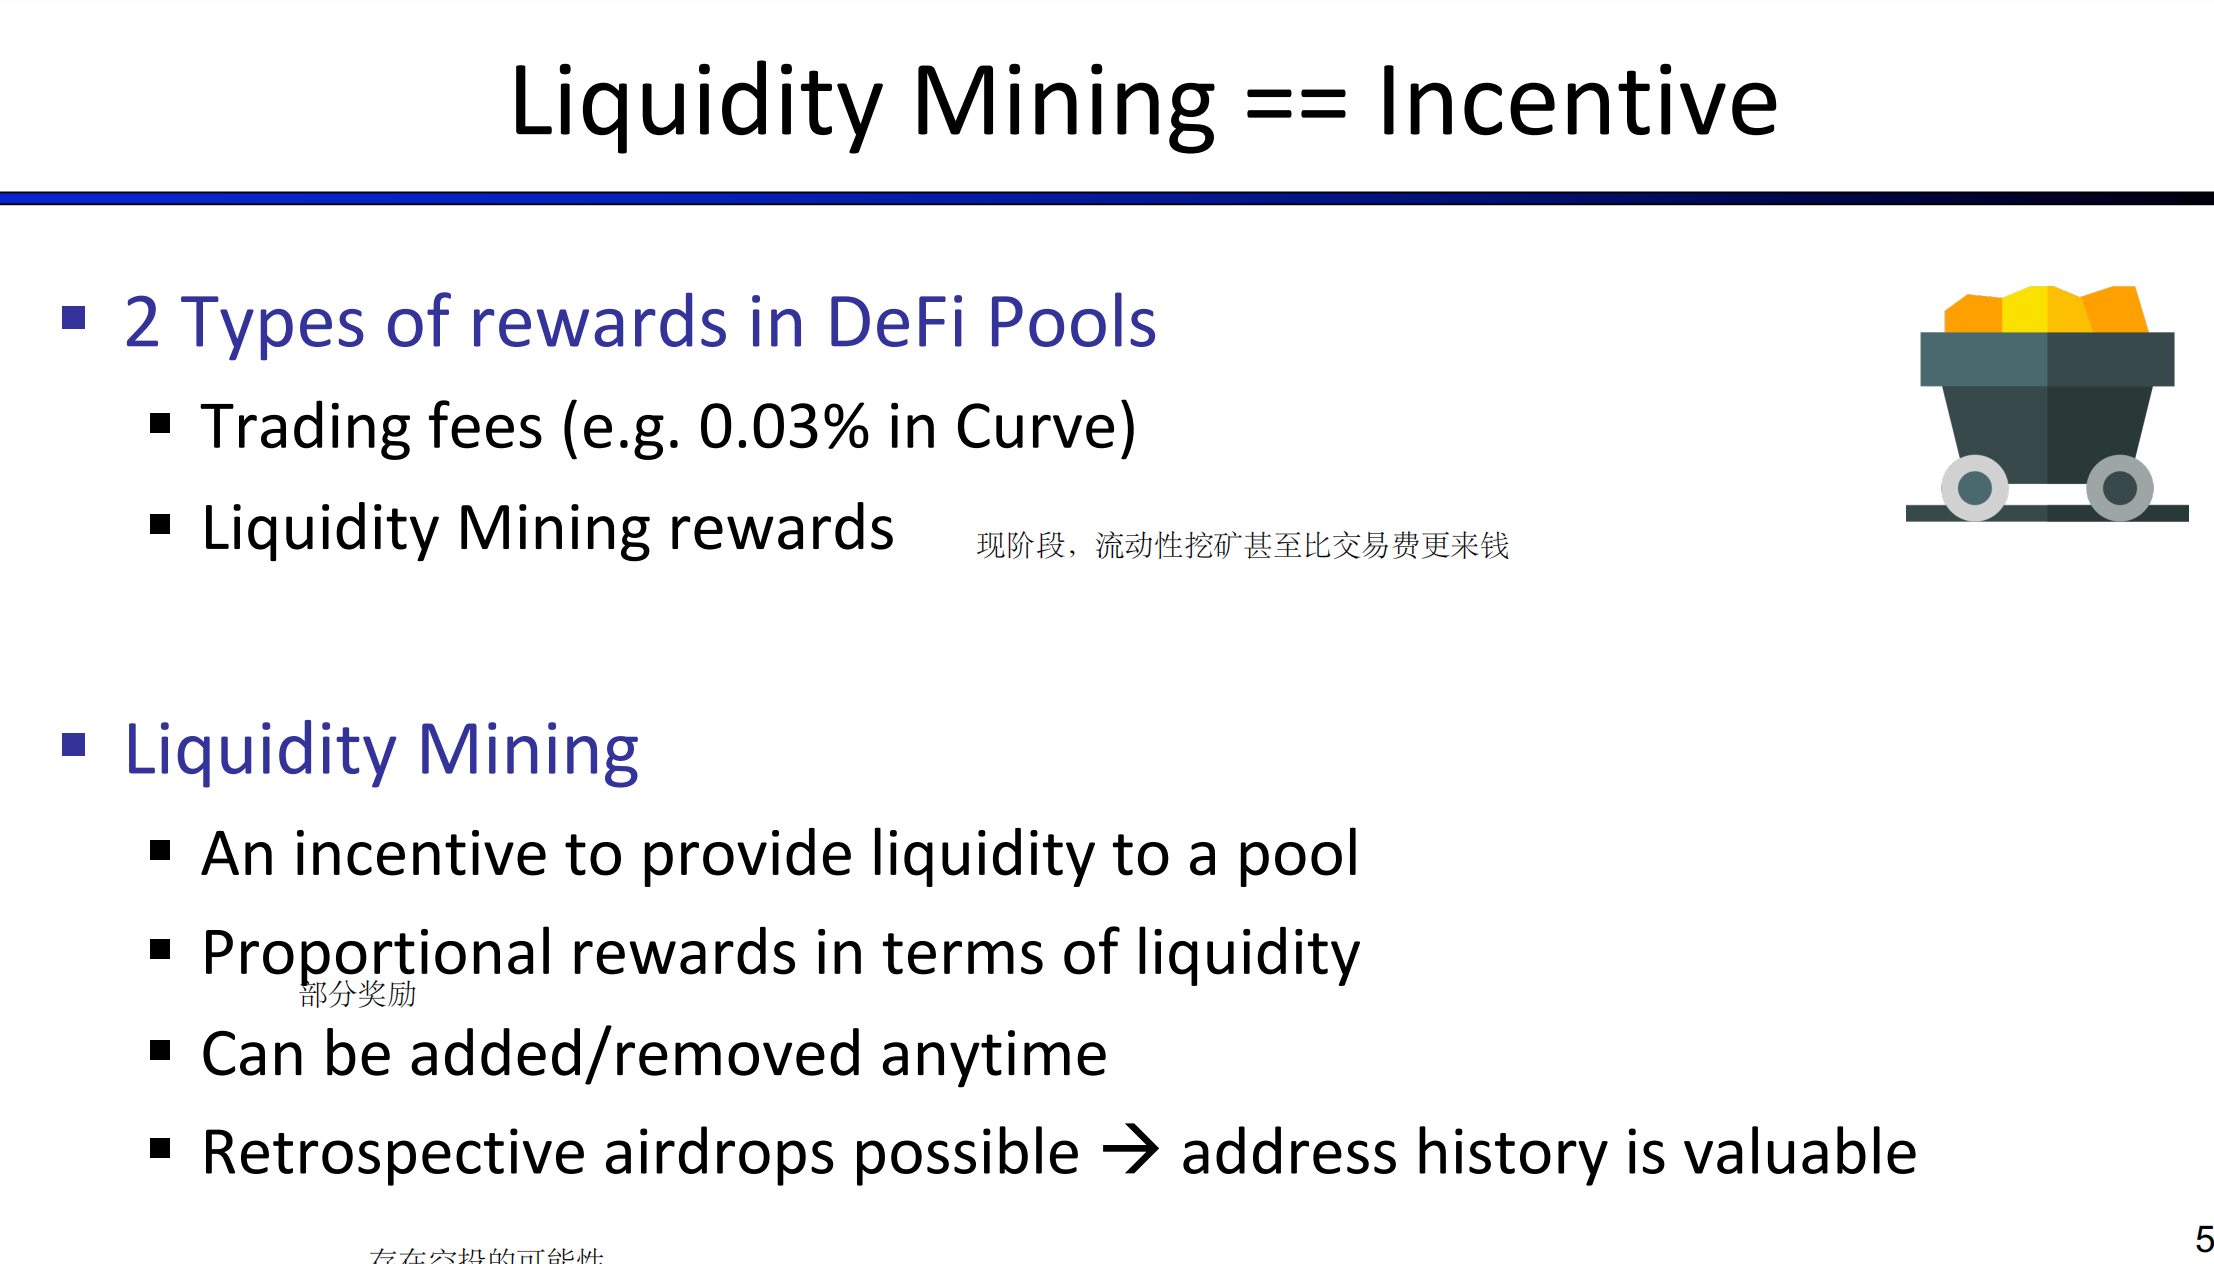 Liquidity Mining == Incentive
2 Types of rewards in DeFi Pools
Trading fees (e.g. 0.03% in Curve)
Liquidity Mining rewards
现阶段，流动性挖矿甚至比交易费更来钱
Liquidity Mining
An incentive to provide liquidity to a pool
Proportional rewards in terms of liquidity
部分奖励
Can be added/removed anytime
Retrospective airdrops possible → address history is valuable
5
存在空投的可能性